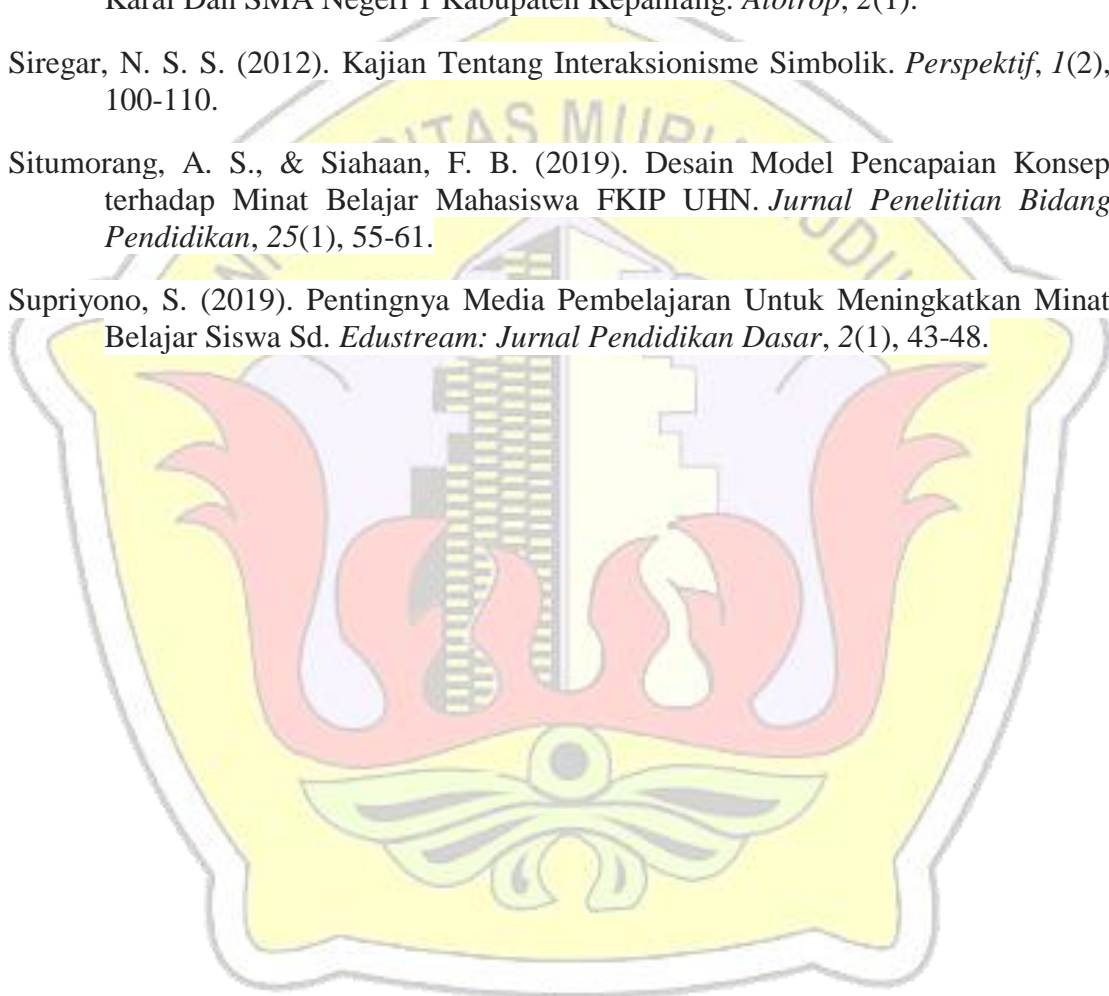 Karai Dan SMA Negeri 1 Kabupaten Kepahiang. Alotrop, 2(1).
Siregar, N. S. S. (2012). Kajian Tentang Interaksionisme Simbolik. Perspektif, 1(2),
100-110.
Situmorang, A. S., & Siahaan, F. B. (2019). Desain Model Pencapaian Konsep
terhadap Minat Belajar Mahasiswa FKIP UHN. Jurnal Penelitian Bidang
Pendidikan, 25(1), 55-61.
Supriyono, S. (2019). Pentingnya Media Pembelajaran Untuk Meningkatkan Minat
Belajar Siswa Sd. Edustream: Jurnal Pendidikan Dasar, 2(1), 43-48.